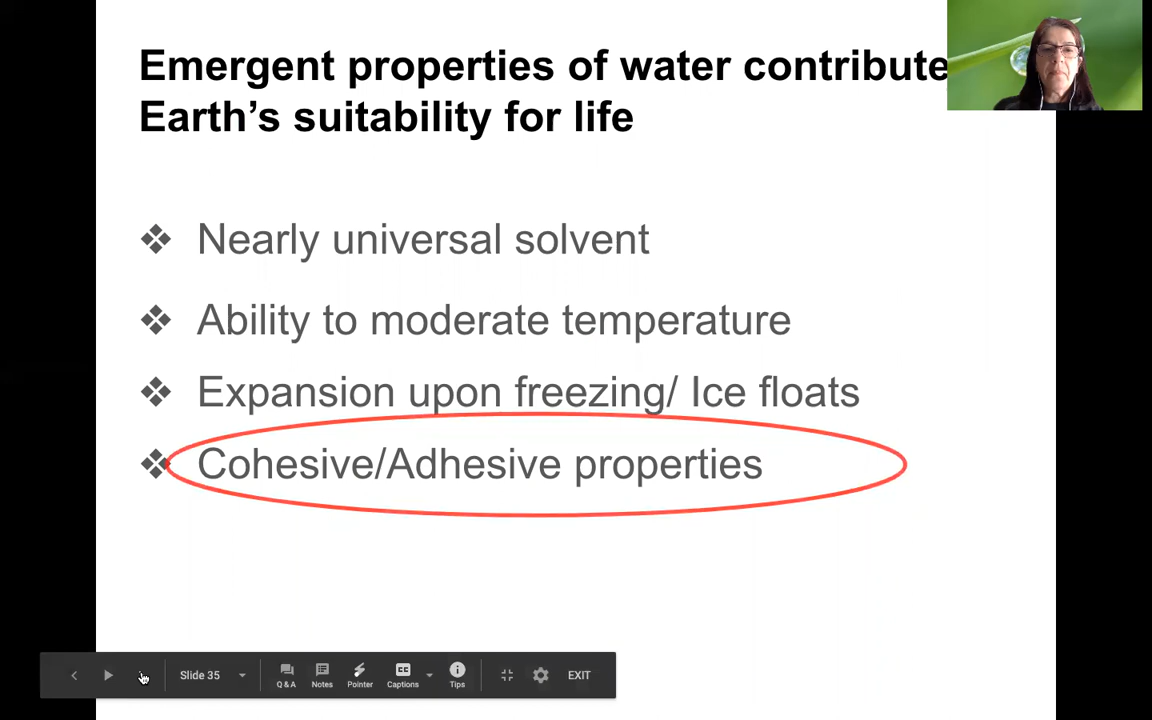 Emergent properties of water contribute
Earth's suitability for life
❖ Nearly universal solvent
❖ Ability to moderate temperature
❖ Expansion upon freezing/ Ice floats
❖ Cohesive/Adhesive properties
Slide 35 Q & A Notes Pointer CC Captions Tips EXIT